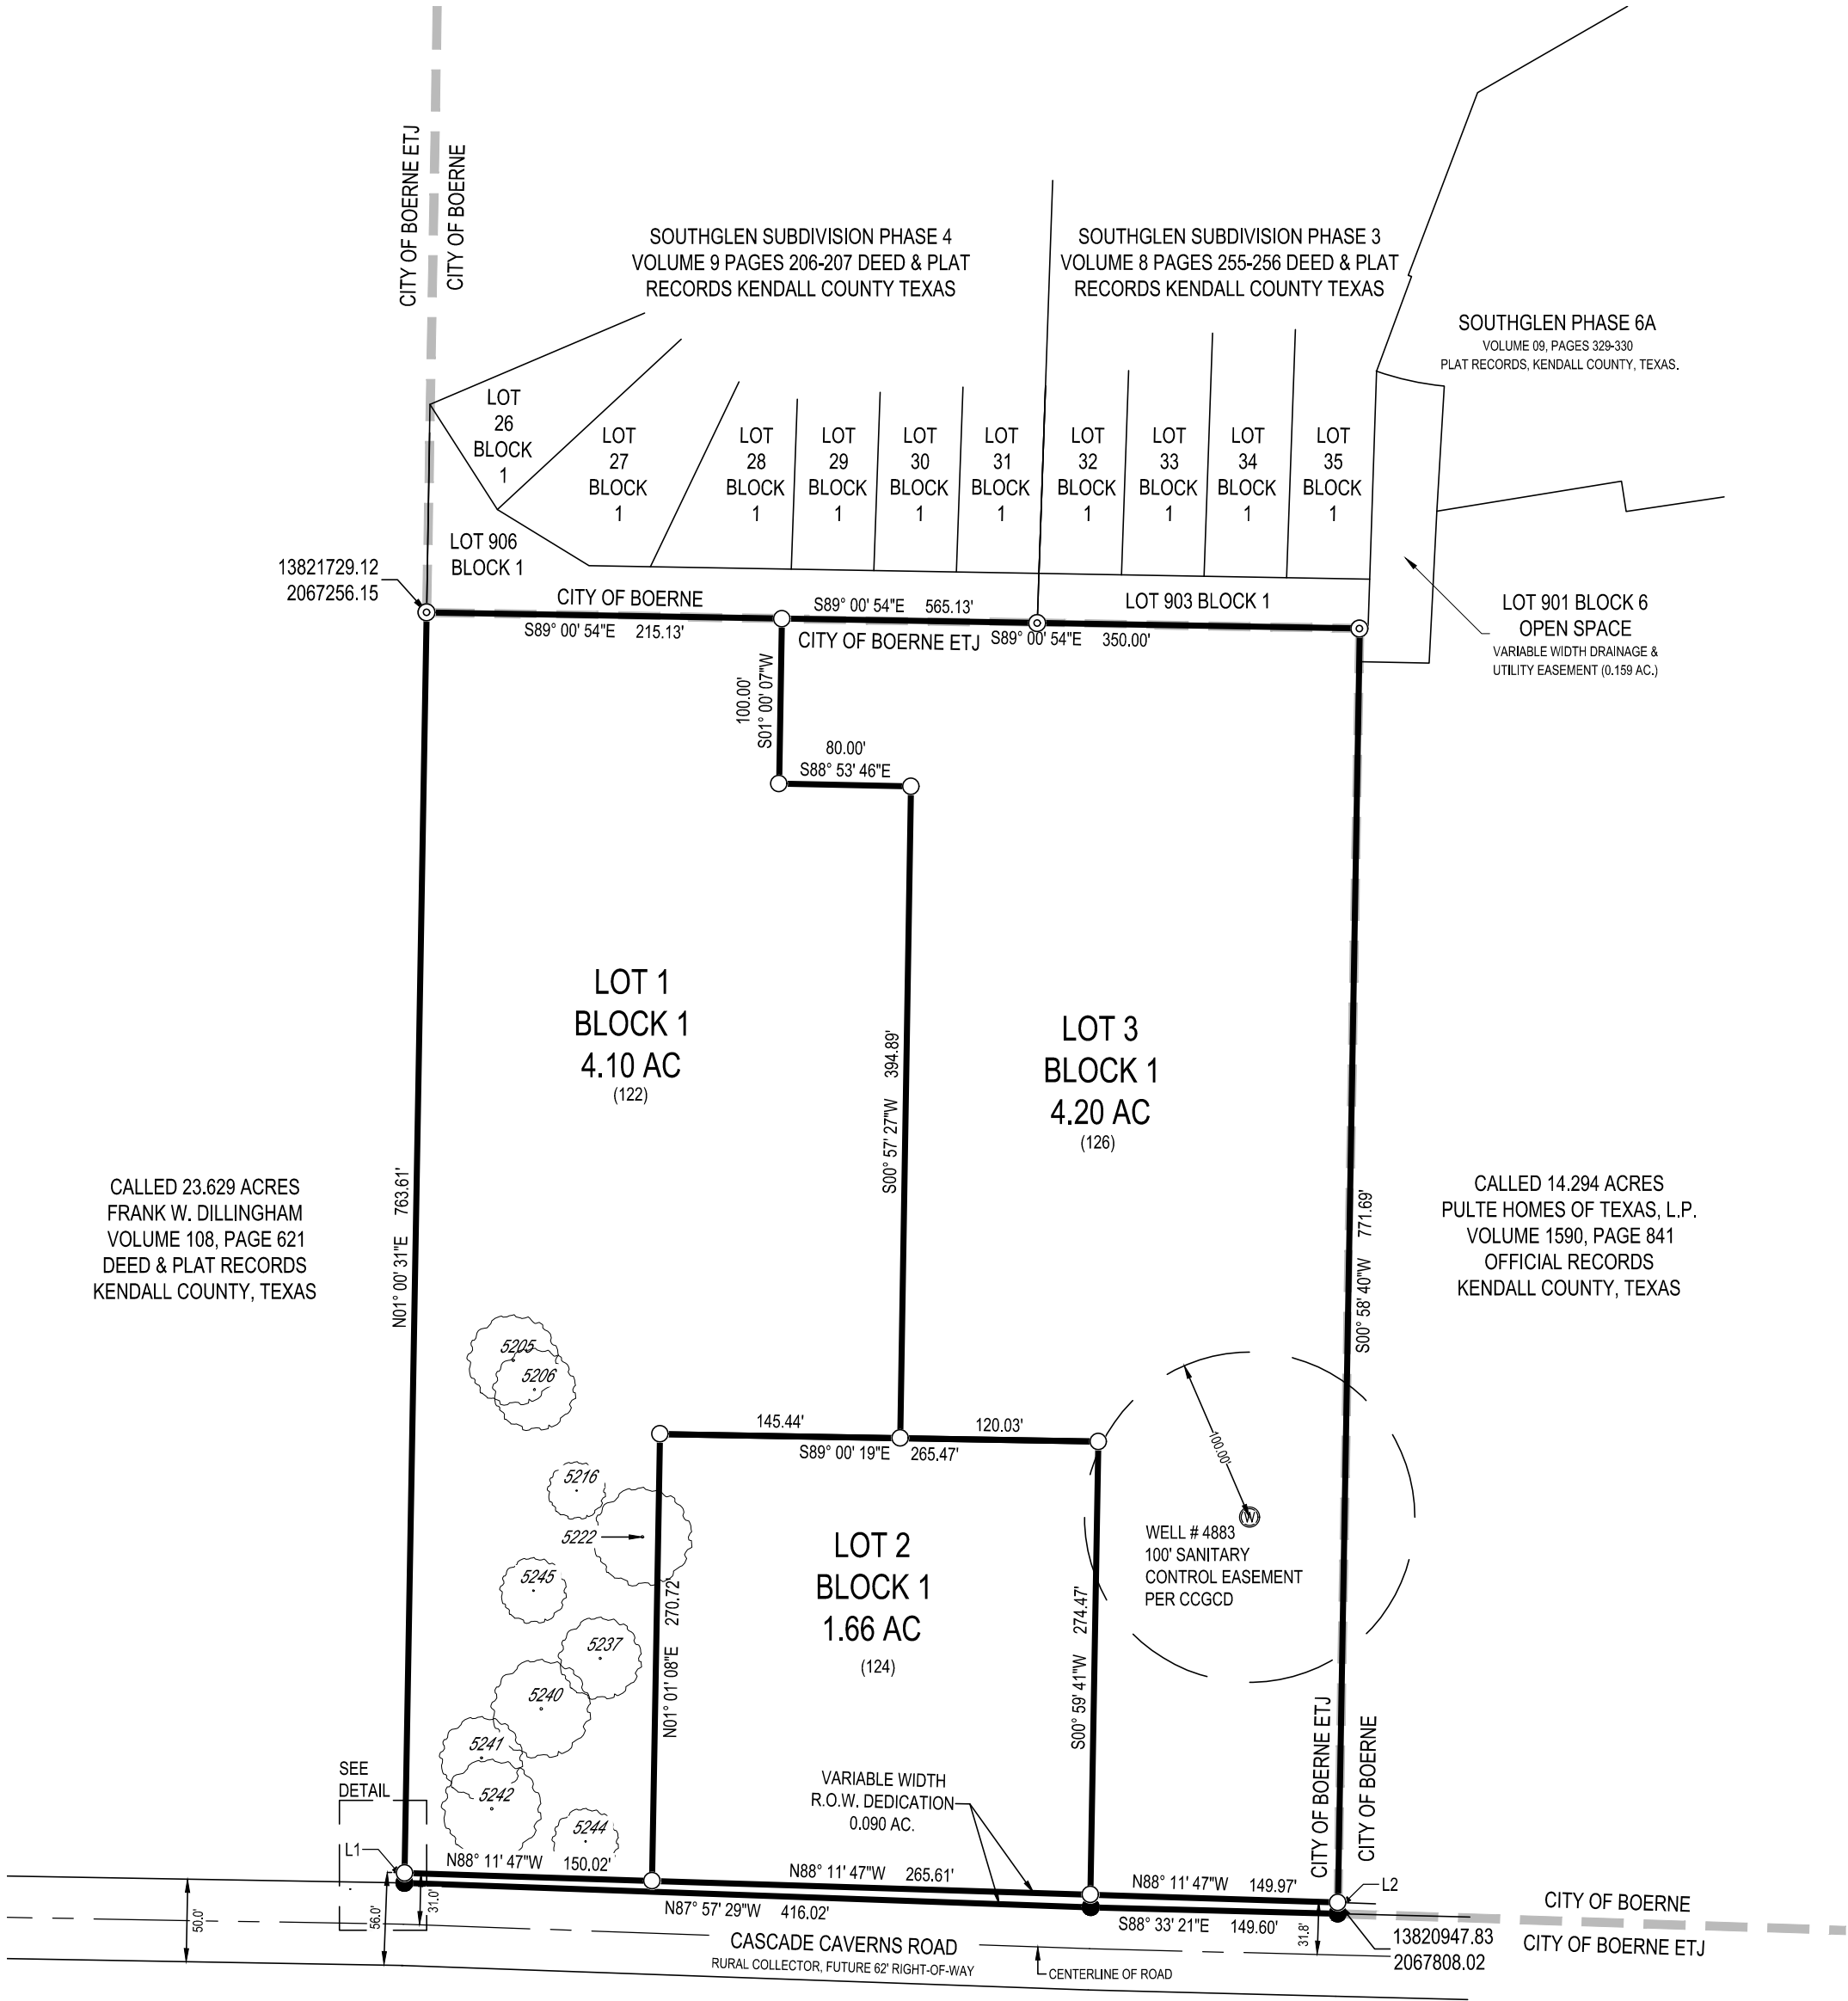 CITY OF BOERNE ETJ
CITY OF BOERNE
SOUTHGLEN SUBDIVISION PHASE 4
VOLUME 9 PAGES 206-207 DEED & PLAT
RECORDS KENDALL COUNTY TEXAS
SOUTHGLEN SUBDIVISION PHASE 3
VOLUME 8 PAGES 255-256 DEED & PLAT
RECORDS KENDALL COUNTY TEXAS
SOUTHGLEN PHASE 6A
VOLUME 09, PAGES 329-330
PLAT RECORDS, KENDALL COUNTY, TEXAS.
LOT
26
BLOCK
1
LOT
27
BLOCK
1
LOT
28
BLOCK
1
LOT
29
BLOCK
1
LOT
30
BLOCK
1
LOT
31
BLOCK
1
LOT
32
BLOCK
1
LOT
33
BLOCK
1
LOT
34
BLOCK
1
LOT
35
BLOCK
1
LOT 906
BLOCK 1
13821729.12
2067256.15
CITY OF BOERNE
S89° 00' 54"E 565.13'
LOT 903 BLOCK 1
LOT 901 BLOCK 6
OPEN SPACE
VARIABLE WIDTH DRAINAGE &
UTILITY EASEMENT (0.159 AC.)
S89° 00' 54"E 215.13'
CITY OF BOERNE ETJ
S89° 00' 54"E 350.00'
100.00'
S01° 00' 07"W
80.00'
S88° 53' 46"E
LOT 1
BLOCK 1
4.10 AC
(122)
S00° 57' 27"W 394.89'
LOT 3
BLOCK 1
4.20 AC
(126)
CALLED 23.629 ACRES
FRANK W. DILLINGHAM
VOLUME 108, PAGE 621
DEED & PLAT RECORDS
KENDALL COUNTY, TEXAS
N01° 00' 31"E 763.61'
S00° 58' 40"W 771.69'
CALLED 14.294 ACRES
PULTE HOMES OF TEXAS, L.P.
VOLUME 1590, PAGE 841
OFFICIAL RECORDS
KENDALL COUNTY, TEXAS
5205
5206
145.44'
120.03'
S89° 00' 19"E 265.47'
100.00'
5216
5222
5245
5237
5240
5241
5242
5244
N01° 01' 08"E 270.72'
LOT 2
BLOCK 1
1.66 AC
(124)
S00° 59' 41"W 274.47'
W
WELL # 4883
100' SANITARY
CONTROL EASEMENT
PER CCGCD
CITY OF BOERNE ETJ
CITY OF BOERNE
SEE
DETAIL
VARIABLE WIDTH
R.O.W. DEDICATION
0.090 AC.
L1
N88° 11' 47"W 150.02'
N88° 11' 47"W 265.61'
N88° 11' 47"W 149.97'
L2
N87° 57' 29"W 416.02'
S88° 33' 21"E 149.60'
50.0'
56.0'
31.0'
31.8'
CITY OF BOERNE
CITY OF BOERNE ETJ
13820947.83
2067808.02
CASCADE CAVERNS ROAD
RURAL COLLECTOR, FUTURE 62' RIGHT-OF-WAY
CENTERLINE OF ROAD